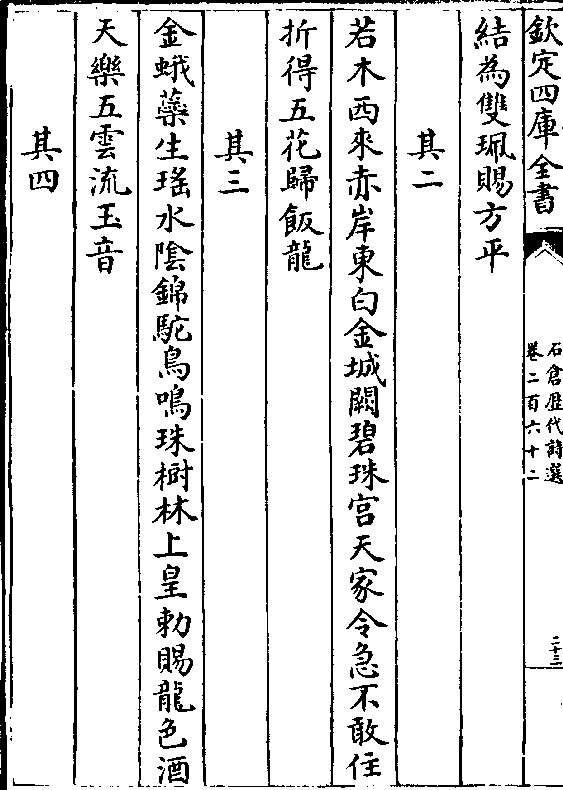 欽定四庫全書
石倉歷代詩選
卷二百六十二
二十三
結為雙珮賜方平
其二
若木西來赤岸東白金城闕碧珠宫天家令急不敢住
折得五花歸飯龍
其三
金蛾蘂生瑤水陰錦駝鳥鳴珠樹林上皇勅賜龍色酒
天樂五雲流玉音
其四